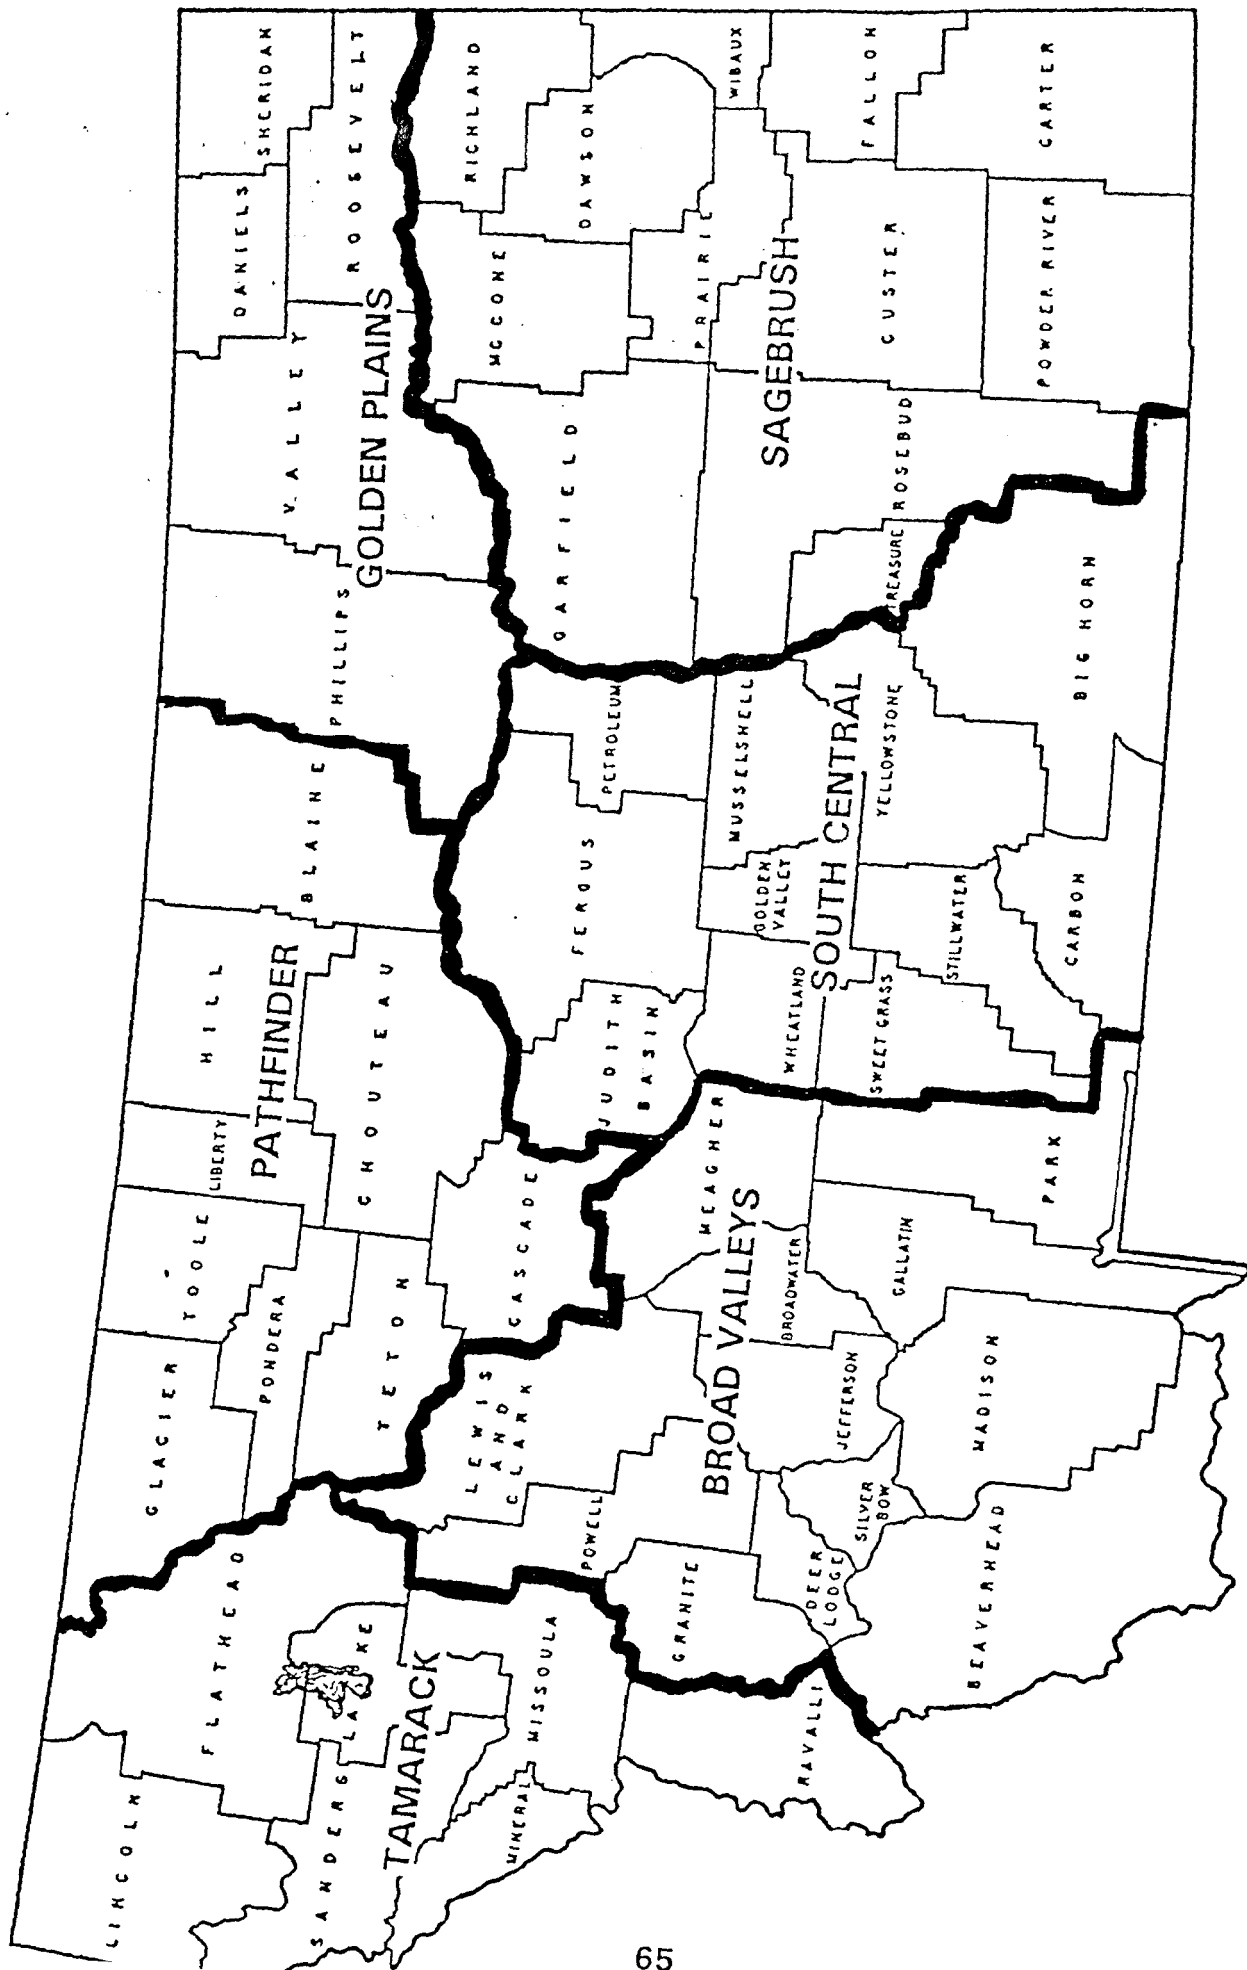 LINCOLN
FLATHEAD
GLACIER
TOOLE
LIBERTY
HILL
BLAINE
PHILLIPS
VALLEY
DANIELS
SHERIDAN
ROOSEVELT
SANDERS
LAKE
PONDERA
TETON
CHOUTEAU
PATHFINDER
GOLDEN PLAINS
TAMARACK
MINERAL
MISSOULA
POWELL
LEWIS
AND
CLARK
CASCADE
JUDITH
BASIN
FERGUS
PETROLEUM
GARFIELD
MCCONE
RICHLAND
DAWSON
PRAIRIE
WIBAUX
RAVALLI
GRANITE
DEER
LODGE
SILVER
BOW
JEFFERSON
BROADWATER
MEAGHER
BROAD VALLEYS
WHEATLAND
GOLDEN
VALLEY
MUSSELSHELL
SOUTH CENTRAL
SAGEBRUSH
BEAVERHEAD
MADISON
GALLATIN
PARK
SWEET GRASS
STILLWATER
CARBON
YELLOWSTONE
BIG HORN
TREASURE
ROSEBUD
CUSTER
POWDER RIVER
FALLON
CARTER
65